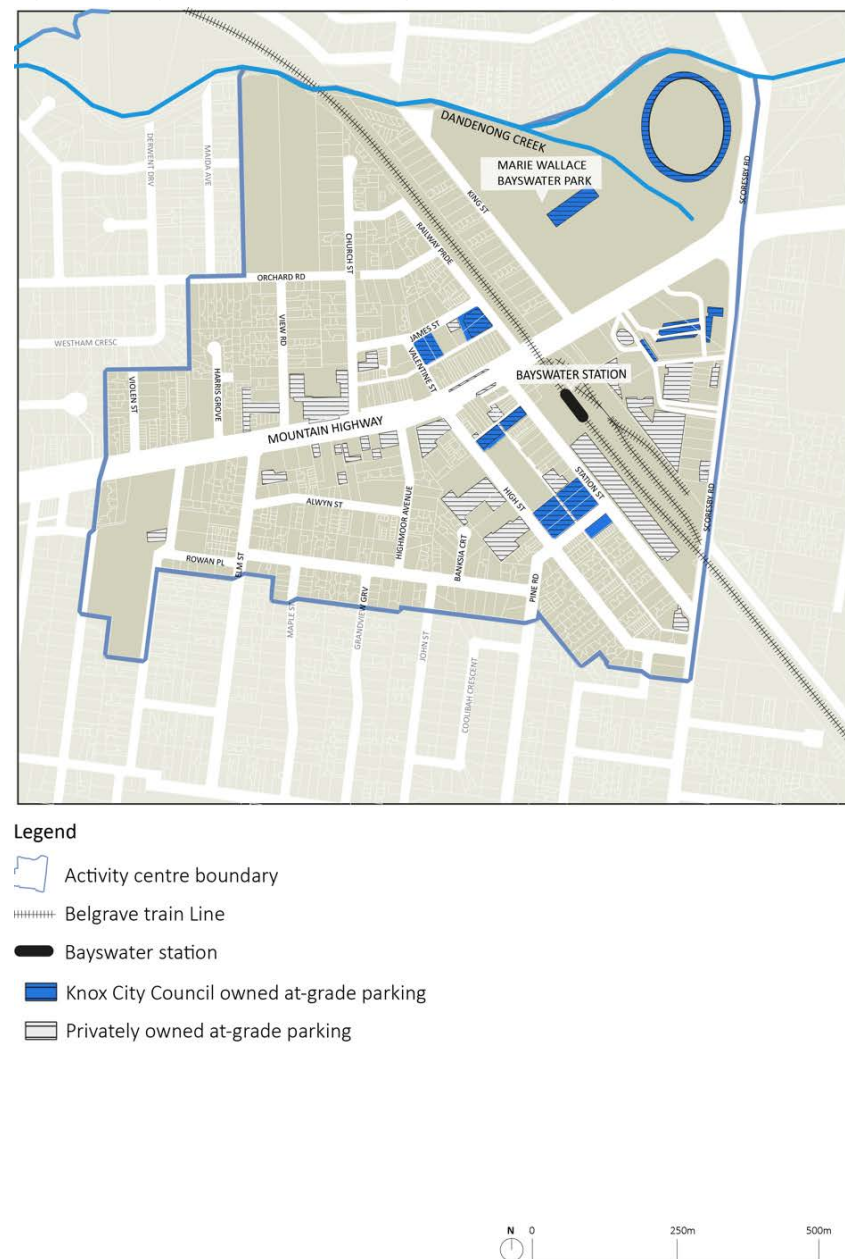 DANDENONG CREEK
MARIE WALLACE
BAYSWATER PARK
SCORESBY RD
DERWENT DRV
MAIDA AVE
KING ST
RAILWAY PRDE
CHURCH ST
ORCHARD RD
VIEW RD
JAMES ST
VALENTINE ST
WESTHAM CRESC
HARRIS GROVE
VIOLEN ST
BAYSWATER STATION
MOUNTAIN HIGHWAY
STATION ST
HIGH ST
SCORESBY RD
ALWYN ST
HIGHMOOR AVENUE
BANKSIA CRT
ROWAN PL
ELM ST
PINE RD
MAPLE ST
GRANDVIEW GRV
JOHN ST
COOLIBAH CRESCENT
Legend
Activity centre boundary
Belgrave train Line
Bayswater station
Knox City Council owned at-grade parking
Privately owned at-grade parking
N 0 250m 500m